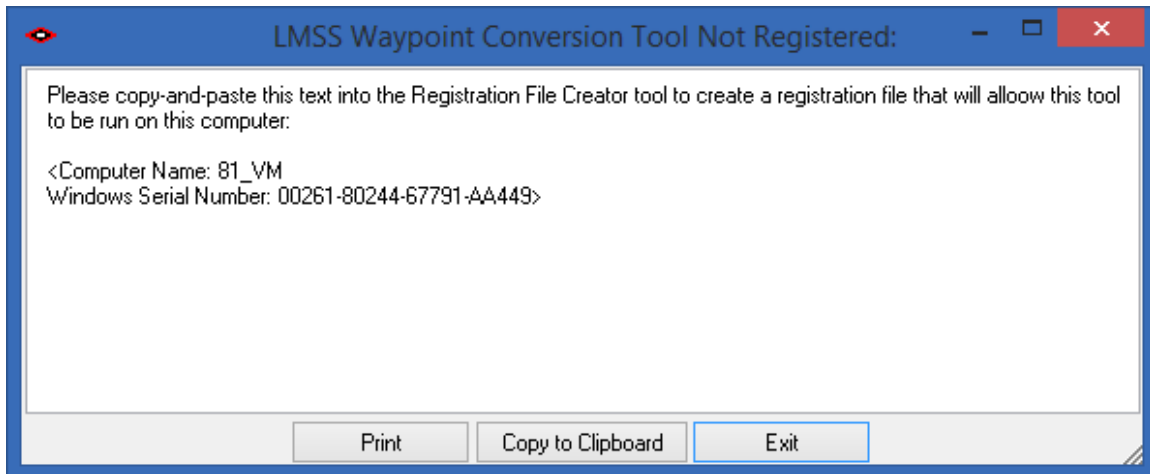 LMSS Waypoint Conversion Tool Not Registered:
Please copy-and-paste this text into the Registration File Creator tool to create a registration file that will alloow this tool
to be run on this computer:
<Computer Name: 81_VM
Windows Serial Number: 00261-80244-67791-AA449>
Print
Copy to Clipboard
Exit